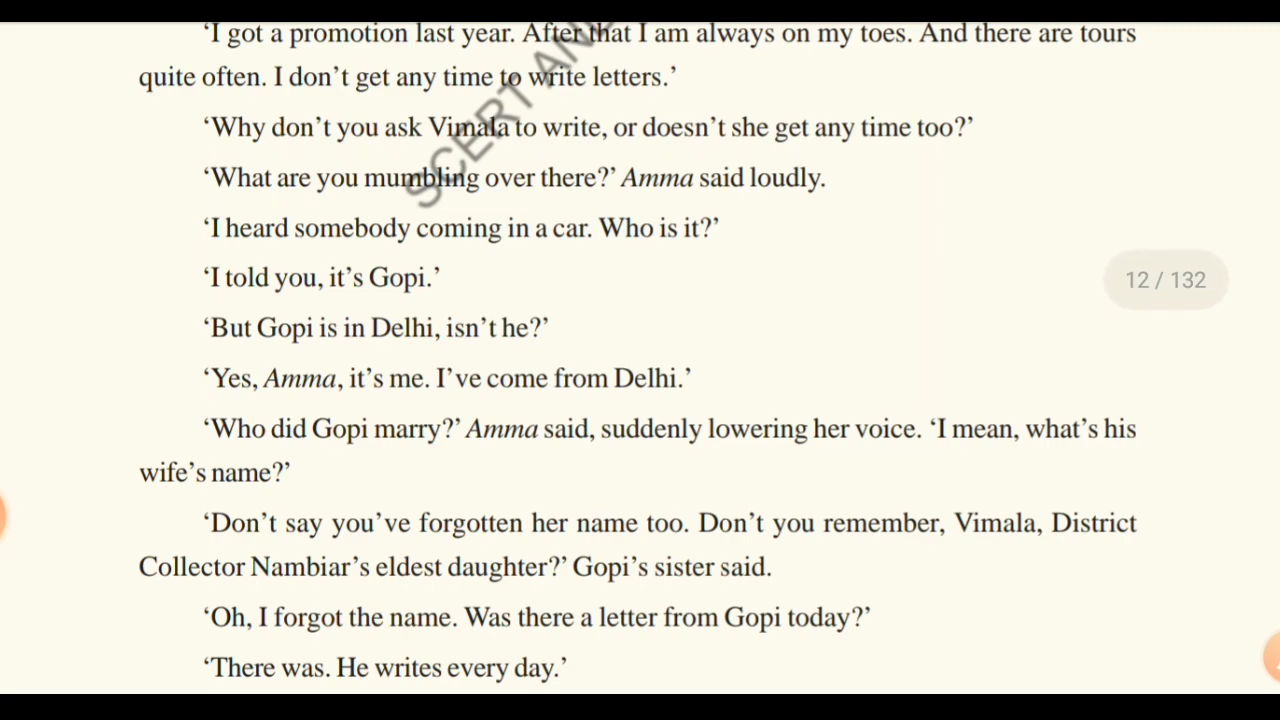 ‘I got a promotion last year. After that I am always on my toes. And there are tours
quite often. I don’t get any time to write letters.’
‘Why don’t you ask Vimala to write, or doesn’t she get any time too?’
‘What are you mumbling over there?’ Amma said loudly.
‘I heard somebody coming in a car. Who is it?’
‘I told you, it’s Gopi.’
12 / 132
‘But Gopi is in Delhi, isn’t he?’
‘Yes, Amma, it’s me. I’ve come from Delhi.’
‘Who did Gopi marry?’ Amma said, suddenly lowering her voice. ‘I mean, what’s his
wife’s name?’
‘Don’t say you’ve forgotten her name too. Don’t you remember, Vimala, District
Collector Nambiar’s eldest daughter?’ Gopi’s sister said.
‘Oh, I forgot the name. Was there a letter from Gopi today?’
‘There was. He writes every day.’
SCERT AND